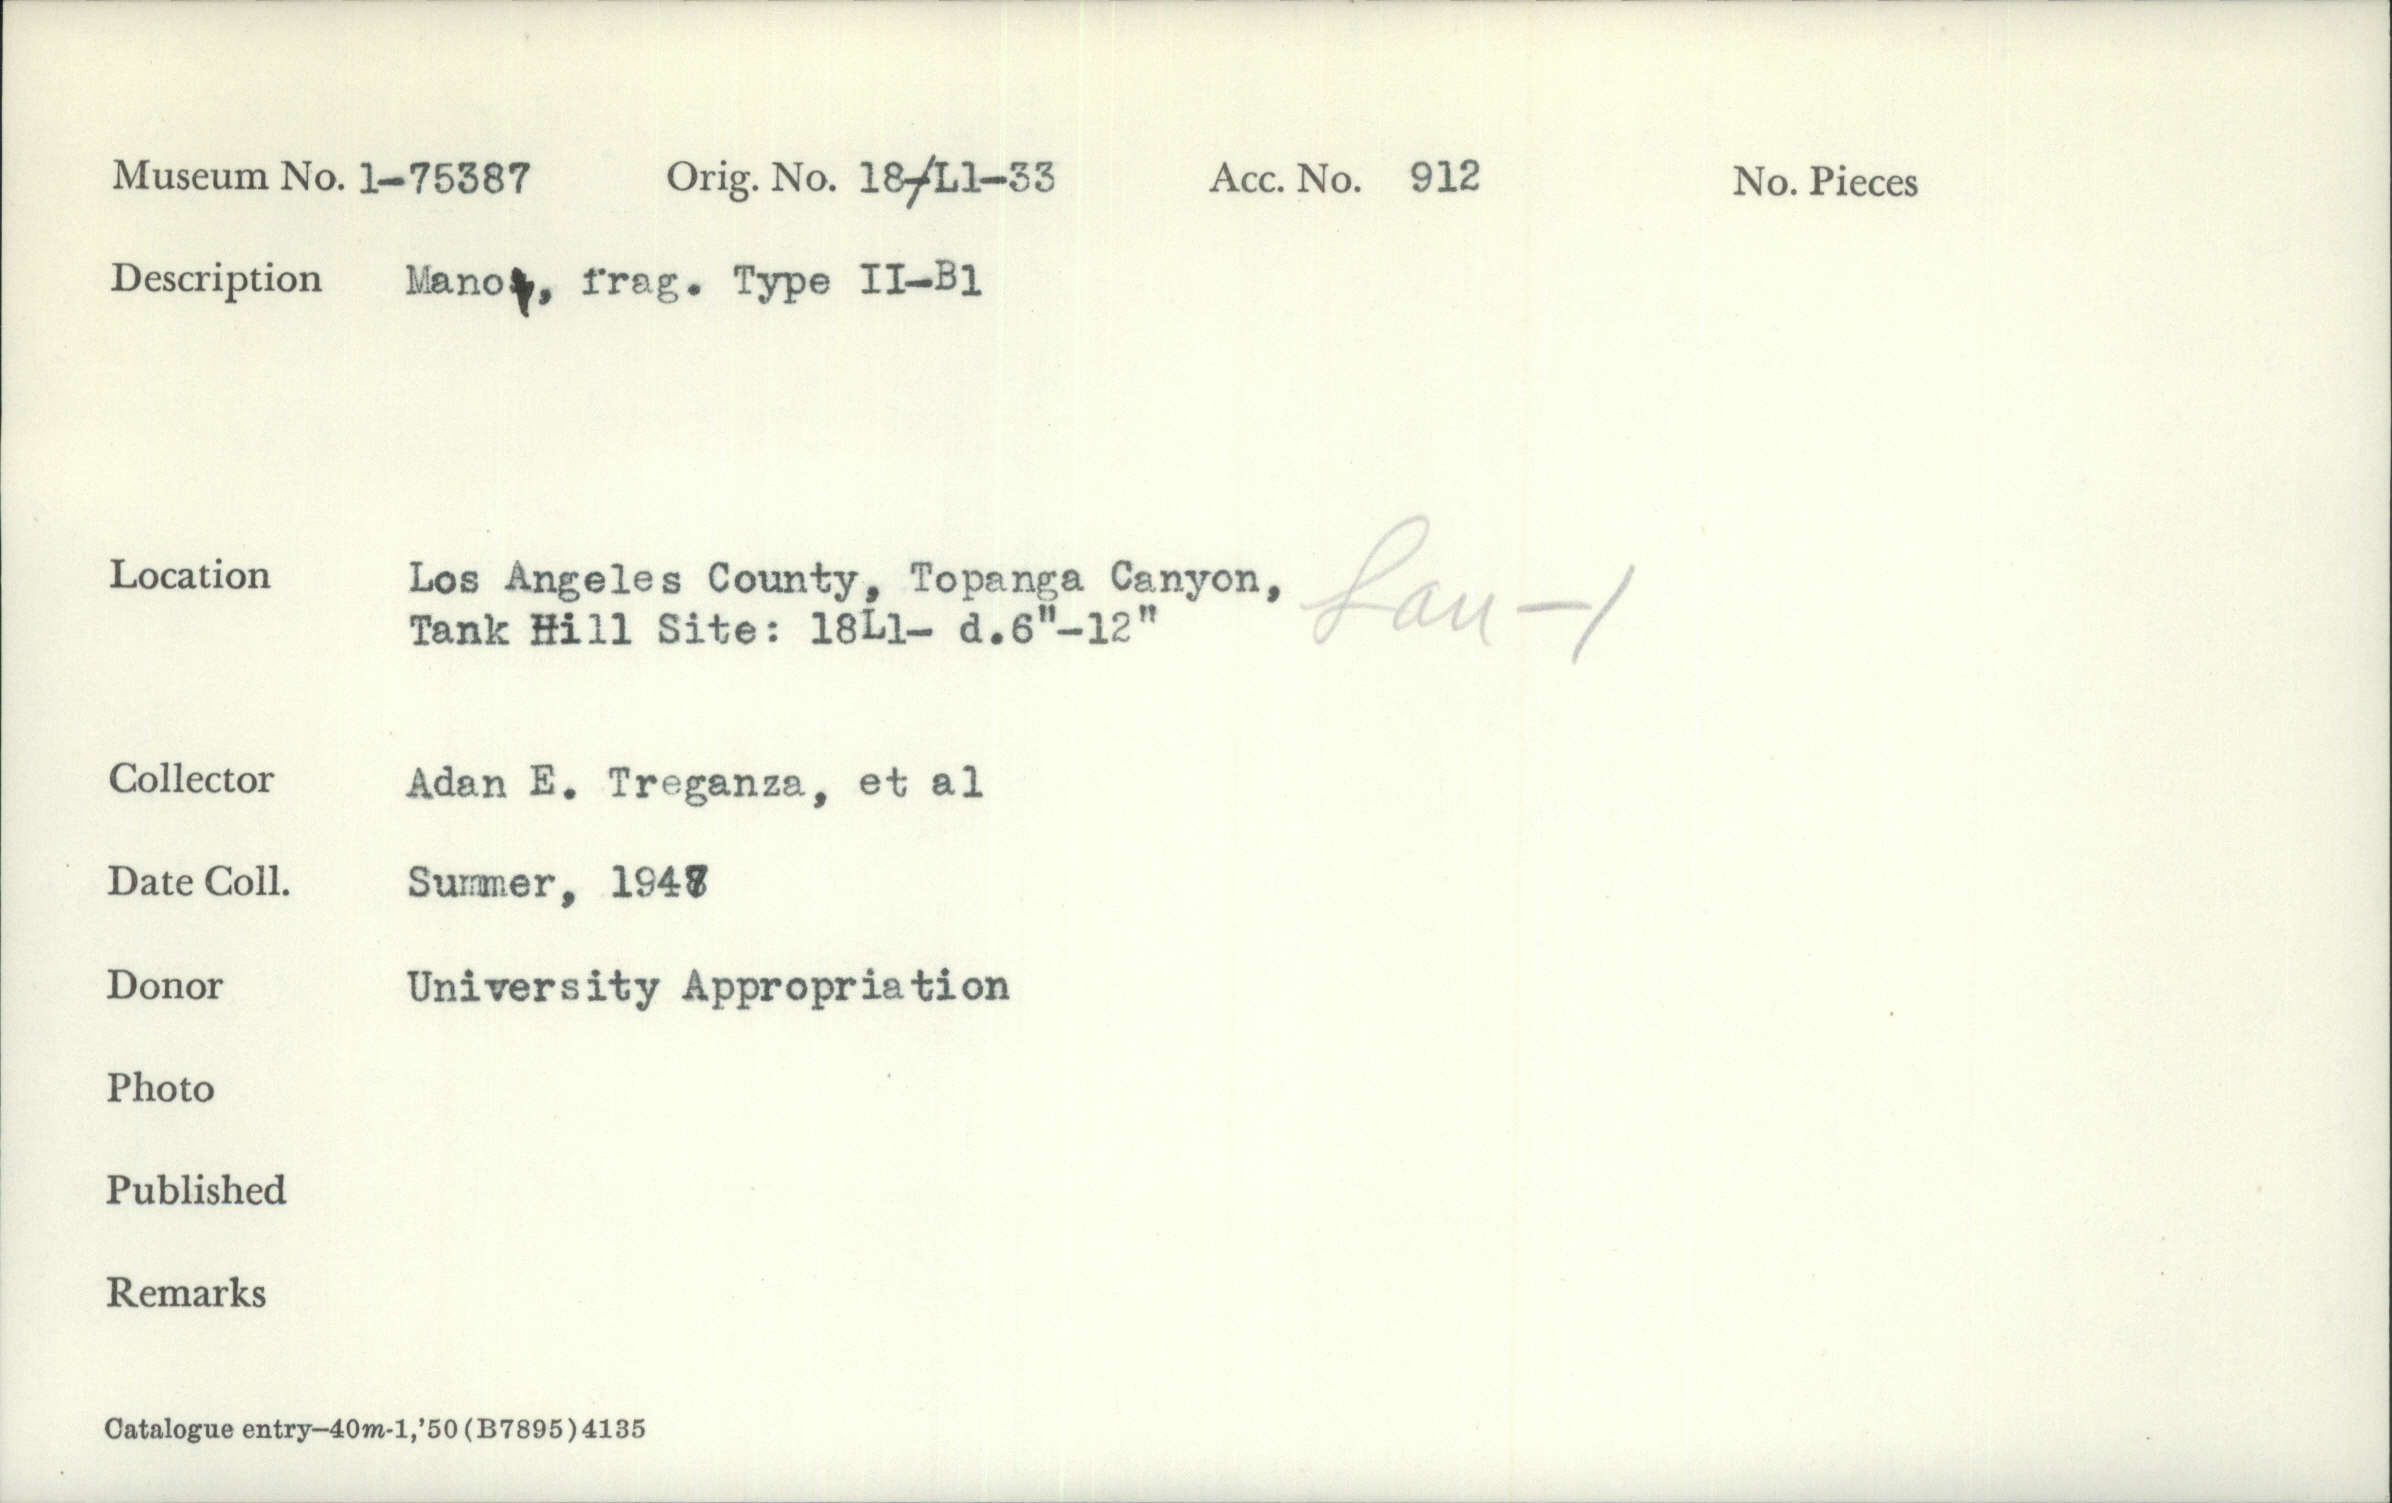 Museum No. 1-75387 Orig. No. 18/L1-33 Acc. No. 912 No. Pieces
Description Mano, frag. Type II-B1
Location Los Angeles County, Topanga Canyon, Lan-1
Tank Hill Site: 18L1- d.6"-12"
Collector Adan E. Treganza, et al
Date Coll. Summer,
Donor University Appropriation
Photo
Published
Remarks
Catalogue entry—40m-1,'50(B7895)4135